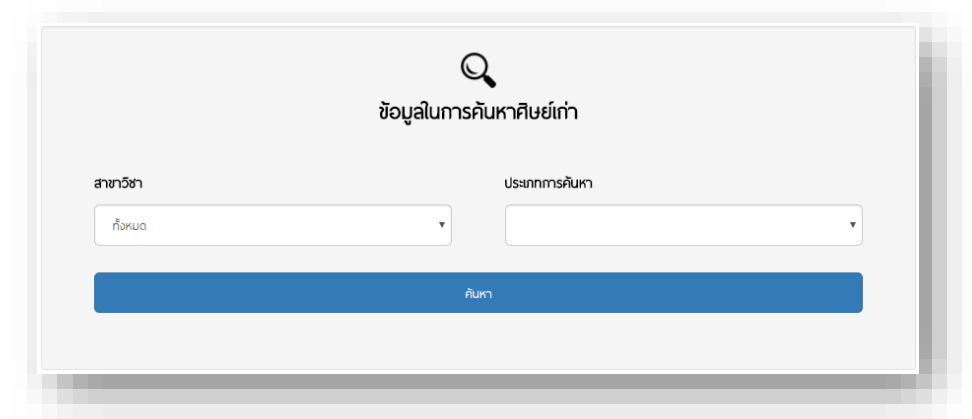 ข้อมูลในการค้นหาศิษย์เก่า
สาขาวิชา
ประเภทการค้นหา
ทั้งหมด
ค้นหา